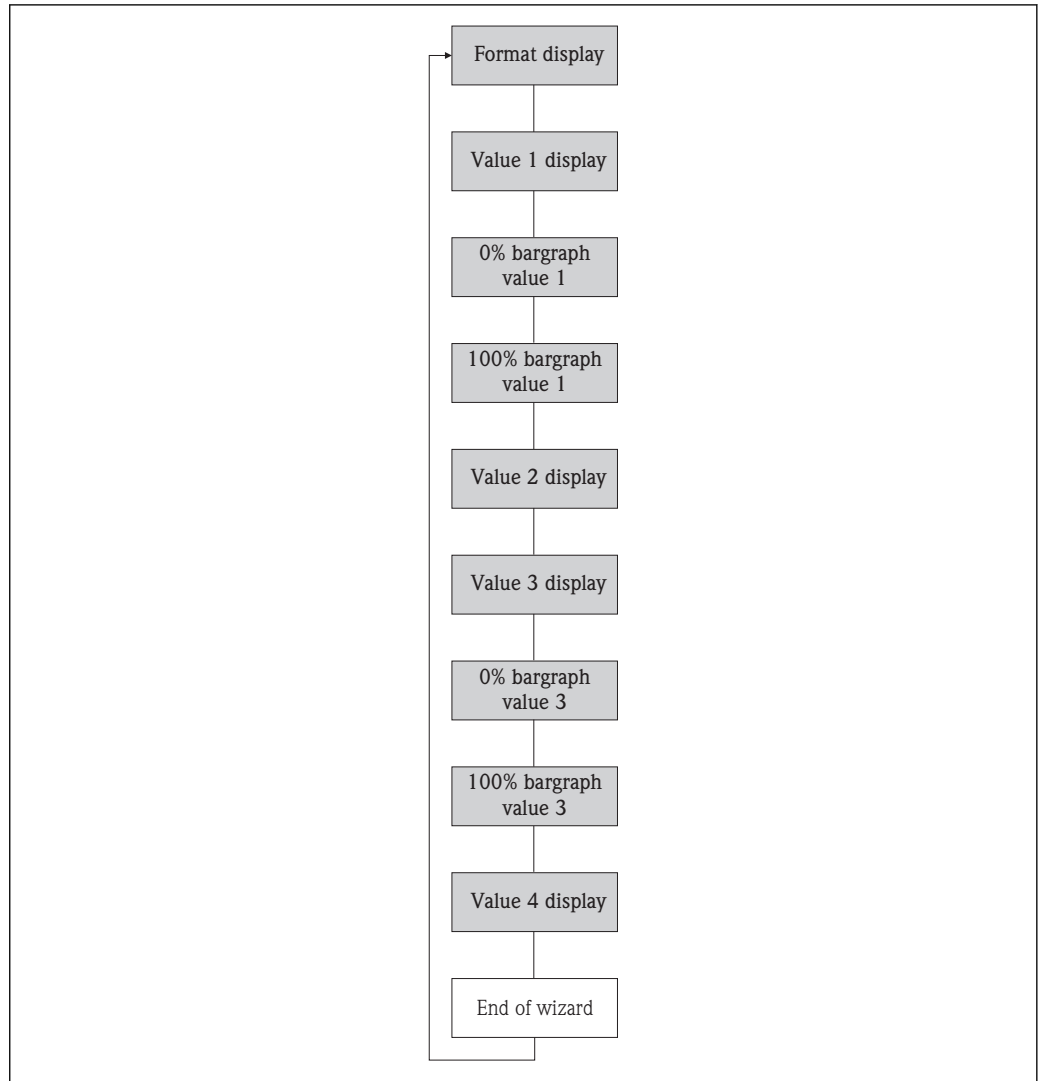 Format display
Value 1 display
0% bargraph
value 1
100% bargraph
value 1
Value 2 display
Value 3 display
0% bargraph
value 3
100% bargraph
value 3
Value 4 display
End of wizard